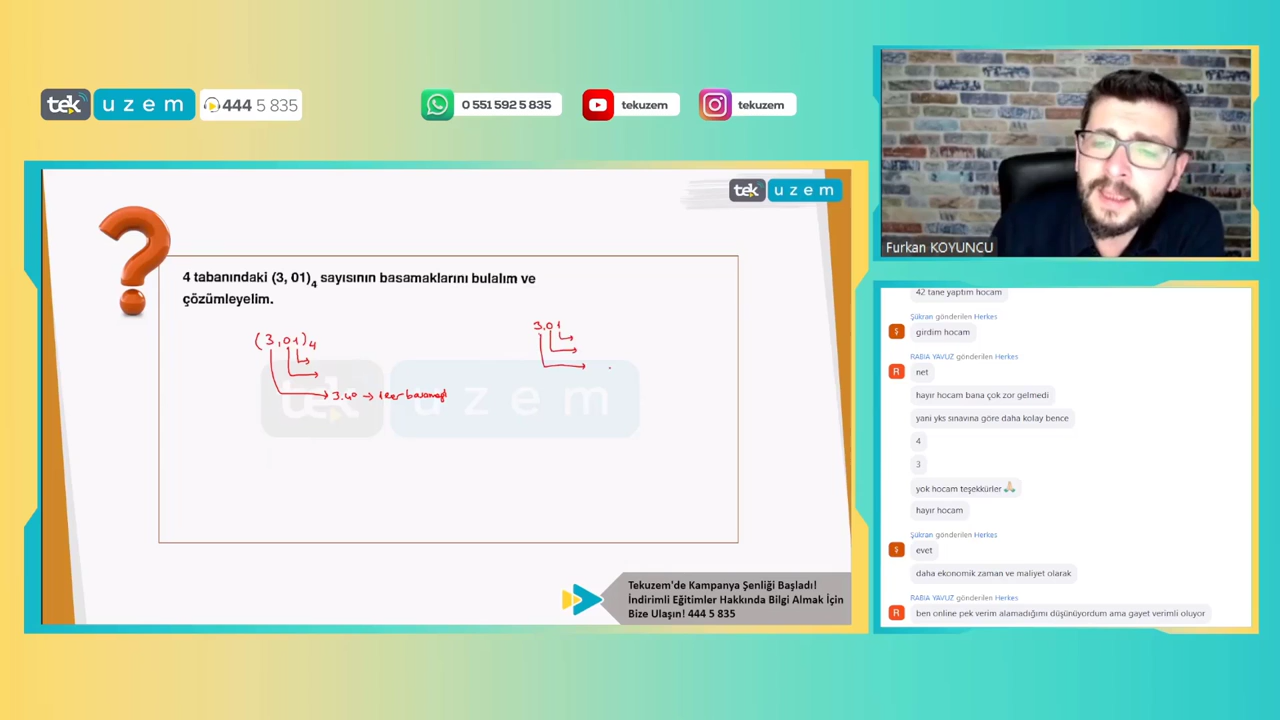 tek uzem 444 5 835
0 551 592 5 835
tekuzem
tekuzem
tek uzem
4 tabanındaki (3, 01)4 sayısının basamaklarını bulalım ve
çözümleyelim.
(3,01)4
3.4⁰ → birler basamağı
3,01
tek uzem
Tekuzem'de Kampanya Şenliği Başladı!
İndirimli Eğitimler Hakkında Bilgi Almak İçin
Bize Ulaşın! 444 5 835
Furkan KOYUNCU
42 tane yaptım hocam
Şükran gönderilen Herkes
Ş girdim hocam
RABIA YAVUZ gönderilen Herkes
R net
hayır hocam bana çok zor gelmedi
yani yks sınavına göre daha kolay bence
4
3
yok hocam teşekkürler 🙏🏼
hayır hocam
Şükran gönderilen Herkes
Ş evet
daha ekonomik zaman ve maliyet olarak
RABIA YAVUZ gönderilen Herkes
R ben online pek verim alamadığımı düşünüyordum ama gayet verimli oluyor